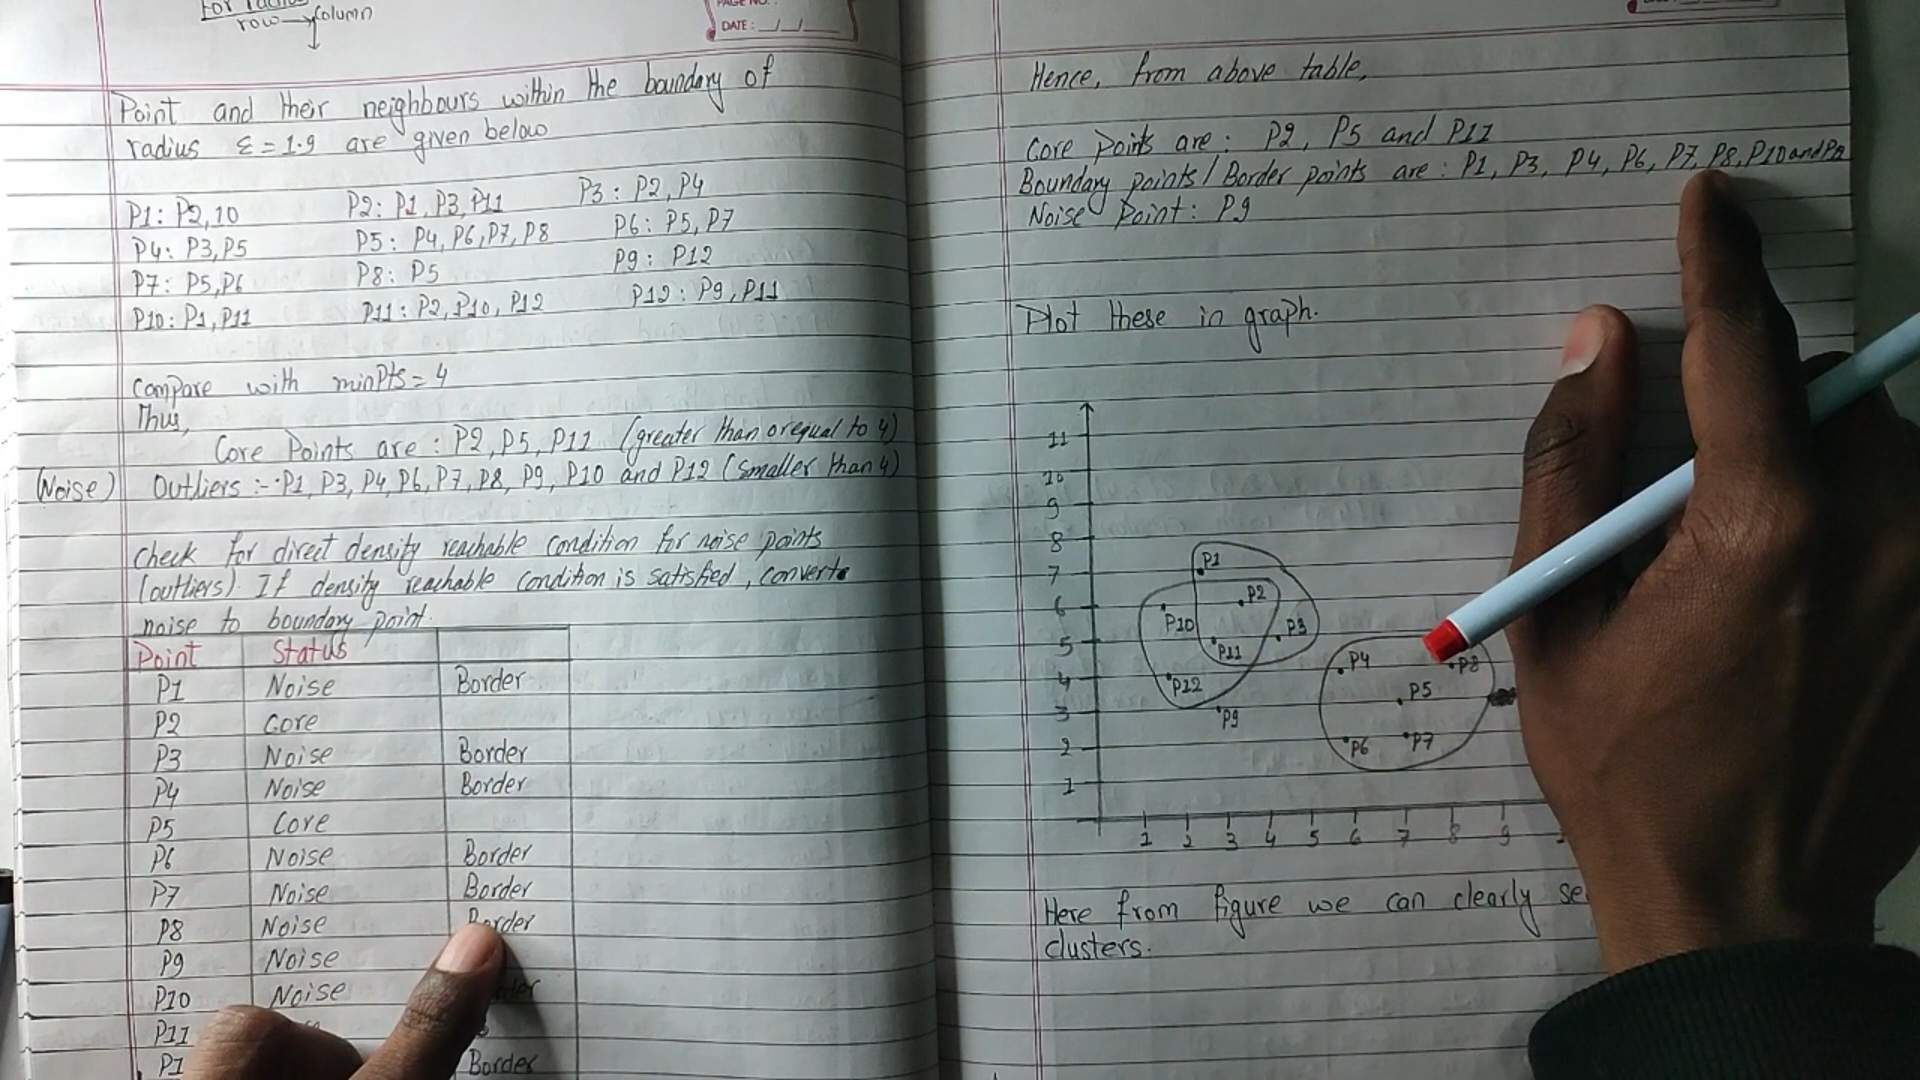 For radius
row → Column
PAGE NO. :
DATE : _/_/_
Point and their neighbours within the boundary of
radius ε = 1.9 are given below
P1: P2,10 P2: P1, P3, P11 P3: P2, P4
P4: P3,P5 P5: P4, P6, P7, P8 P6: P5, P7
P7: P5,P6 P8: P5 P9: P12
P10: P1, P11 P11: P2, P10, P12 P12: P9, P11
Compare with minPts = 4
Thus,
Core Points are : P2, P5, P11 (greater than or equal to 4)
(Noise) Outliers :- P1, P3, P4, P6, P7, P8, P9, P10 and P12 (smaller than 4)
Check for direct density reachable condition for noise points
(outliers). If density reachable condition is satisfied, convert
noise to boundary point.
Point Status
P1 Noise Border
P2 Core
P3 Noise Border
P4 Noise Border
P5 Core
P6 Noise Border
P7 Noise Border
P8 Noise Border
P9 Noise
P10 Noise
P11
P1 Border
Hence, from above table,
Core Points are : P2, P5 and P11
Boundary points / Border points are : P1, P3, P4, P6, P7, P8, P10 and
Noise Point : P9
Plot these in graph.
11
10
9
8
7
6
5
4
3
2
1
P1
P2
P10
P3
P11
P12
P9
P4
P8
P5
P6
P7
1 2 3 4 5 6 7 8 9
Here from figure we can clearly
clusters.